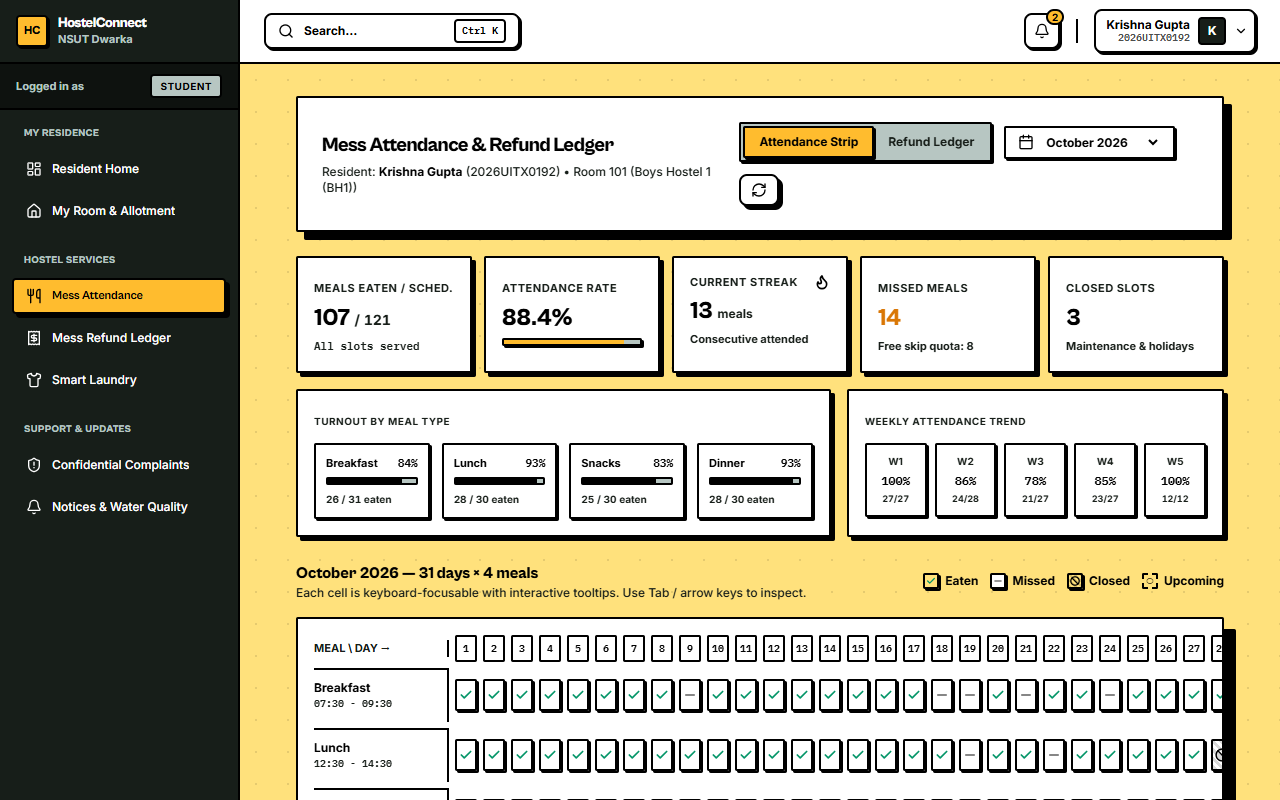 HC
HostelConnect
NSUT Dwarka
Search...
Ctrl K
2
Krishna Gupta
2026UITX0192
K
Logged in as
STUDENT
MY RESIDENCE
Resident Home
My Room & Allotment
HOSTEL SERVICES
Mess Attendance
Mess Refund Ledger
Smart Laundry
SUPPORT & UPDATES
Confidential Complaints
Notices & Water Quality
Mess Attendance & Refund Ledger
Resident: Krishna Gupta (2026UITX0192) • Room 101 (Boys Hostel 1
(BH1))
Attendance Strip
Refund Ledger
October 2026
MEALS EATEN / SCHED.
107 / 121
All slots served
ATTENDANCE RATE
88.4%
CURRENT STREAK
13 meals
Consecutive attended
MISSED MEALS
14
Free skip quota: 8
CLOSED SLOTS
3
Maintenance & holidays
TURNOUT BY MEAL TYPE
Breakfast 84%
26 / 31 eaten
Lunch 93%
28 / 30 eaten
Snacks 83%
25 / 30 eaten
Dinner 93%
28 / 30 eaten
WEEKLY ATTENDANCE TREND
W1
100%
27/27
W2
86%
24/28
W3
78%
21/27
W4
85%
23/27
W5
100%
12/12
October 2026 — 31 days × 4 meals
Each cell is keyboard-focusable with interactive tooltips. Use Tab / arrow keys to inspect.
Eaten
Missed
Closed
Upcoming
MEAL \ DAY → 1 2 3 4 5 6 7 8 9 10 11 12 13 14 15 16 17 18 19 20 21 22 23 24 25 26 27
Breakfast
07:30 - 09:30
Lunch
12:30 - 14:30